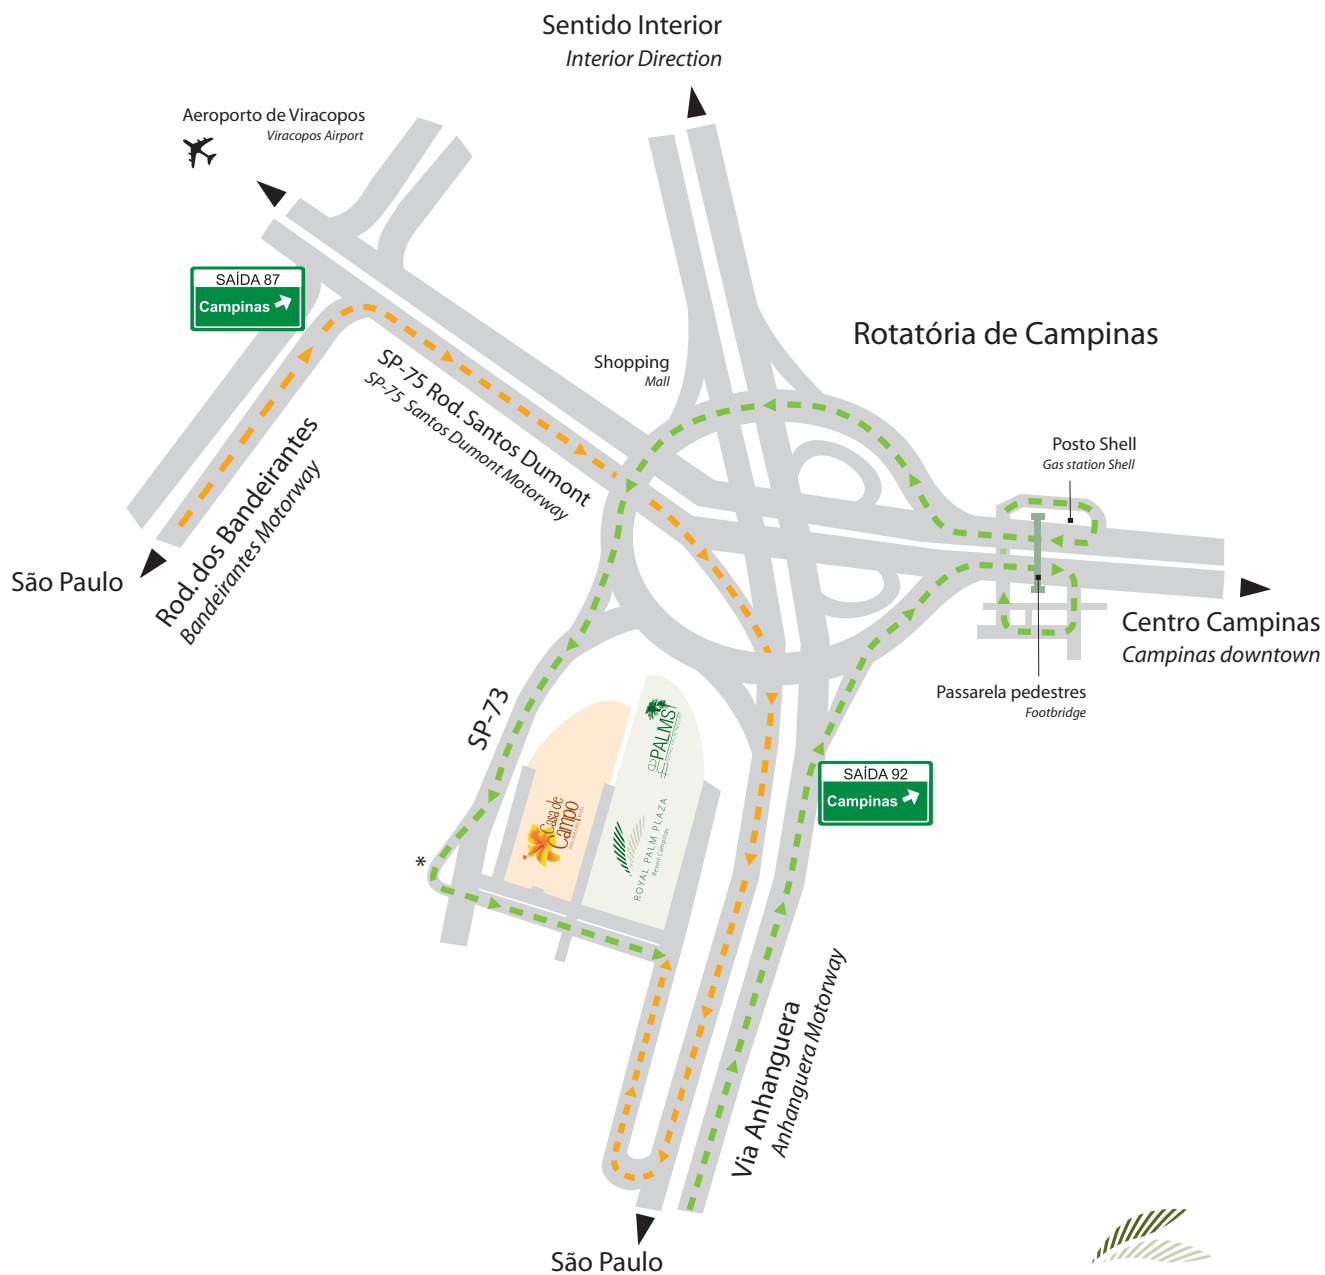 Sentido Interior
Interior Direction
Aeroporto de Viracopos
Viracopos Airport
SAÍDA 87
Campinas
Rotatória de Campinas
Shopping
Mall
SP-75 Rod. Santos Dumont
SP-75 Santos Dumont Motorway
Posto Shell
Gas station Shell
Rod. dos Bandeirantes
Bandeirantes Motorway
São Paulo
Centro Campinas
Campinas downtown
Passarela pedestres
Footbridge
SP-73
PALMS
SAÍDA 92
Campinas
Casa de
Campo
ROYAL PALM PLAZA
Resort Campinas
*
Via Anhanguera
Anhanguera Motorway
São Paulo